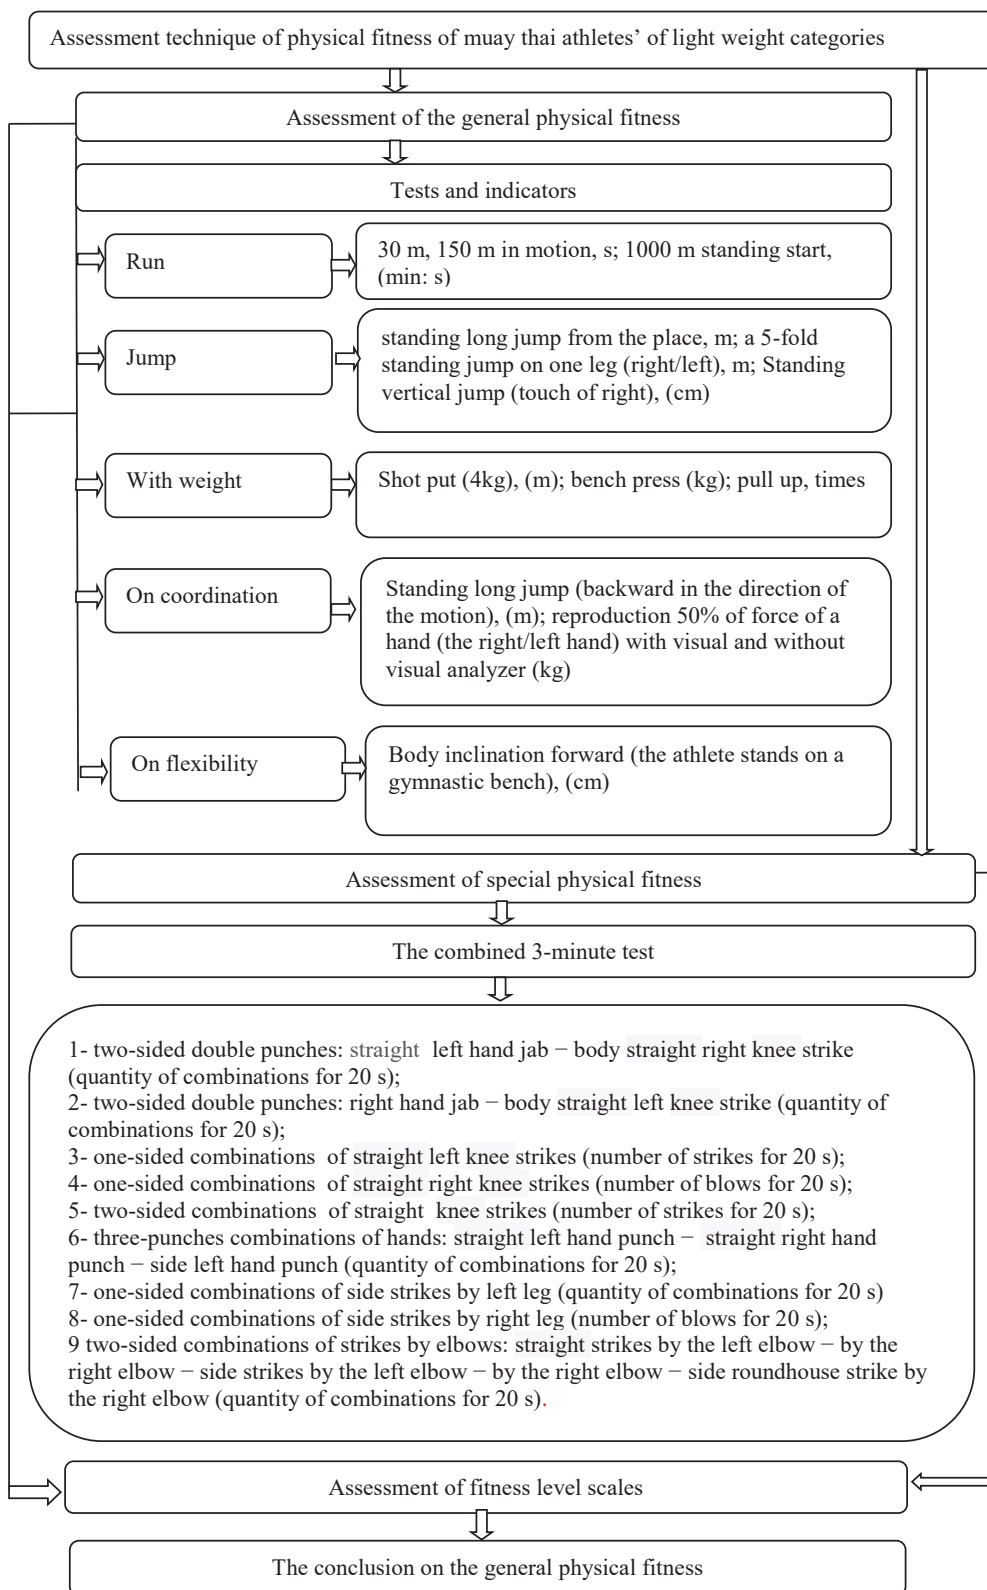 Assessment technique of physical fitness of muay thai athletes’ of light weight categories
Assessment of the general physical fitness
Tests and indicators
Run
30 m, 150 m in motion, s; 1000 m standing start,
(min: s)
Jump
standing long jump from the place, m; a 5-fold
standing jump on one leg (right/left), m; Standing
vertical jump (touch of right), (cm)
With weight
Shot put (4kg), (m); bench press (kg); pull up, times
On coordination
Standing long jump (backward in the direction of
the motion), (m); reproduction 50% of force of a
hand (the right/left hand) with visual and without
visual analyzer (kg)
On flexibility
Body inclination forward (the athlete stands on a
gymnastic bench), (cm)
Assessment of special physical fitness
The combined 3-minute test
1- two-sided double punches: straight left hand jab − body straight right knee strike
(quantity of combinations for 20 s);
2- two-sided double punches: right hand jab − body straight left knee strike (quantity of
combinations for 20 s);
3- one-sided combinations of straight left knee strikes (number of strikes for 20 s);
4- one-sided combinations of straight right knee strikes (number of blows for 20 s);
5- two-sided combinations of straight knee strikes (number of strikes for 20 s);
6- three-punches combinations of hands: straight left hand punch − straight right hand
punch − side left hand punch (quantity of combinations for 20 s);
7- one-sided combinations of side strikes by left leg (quantity of combinations for 20 s)
8- one-sided combinations of side strikes by right leg (number of blows for 20 s);
9 two-sided combinations of strikes by elbows: straight strikes by the left elbow − by the
right elbow − side strikes by the left elbow − by the right elbow − side roundhouse strike by
the right elbow (quantity of combinations for 20 s).
Assessment of fitness level scales
The conclusion on the general physical fitness